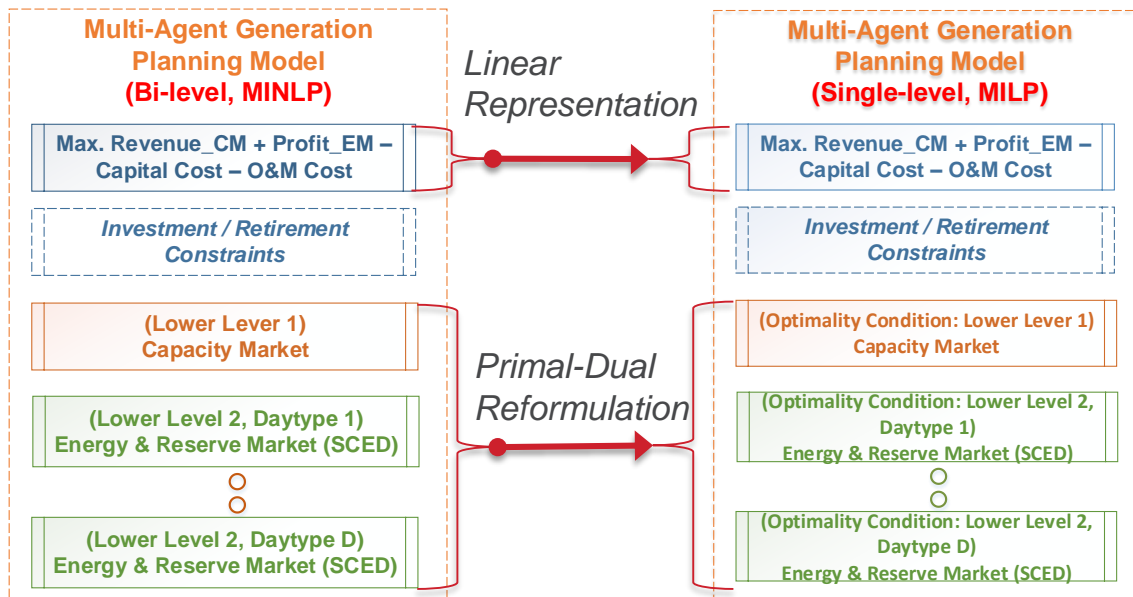 Multi-Agent Generation
Planning Model
(Bi-level, MINLP)
Max. Revenue_CM + Profit_EM –
Capital Cost – O&M Cost
Investment / Retirement
Constraints
(Lower Lever 1)
Capacity Market
(Lower Level 2, Daytype 1)
Energy & Reserve Market (SCED)
(Lower Level 2, Daytype D)
Energy & Reserve Market (SCED)
Linear
Representation
Primal-Dual
Reformulation
Multi-Agent Generation
Planning Model
(Single-level, MILP)
Max. Revenue_CM + Profit_EM –
Capital Cost – O&M Cost
Investment / Retirement
Constraints
(Optimality Condition: Lower Lever 1)
Capacity Market
(Optimality Condition: Lower Level 2,
Daytype 1)
Energy & Reserve Market (SCED)
(Optimality Condition: Lower Level 2,
Daytype D)
Energy & Reserve Market (SCED)